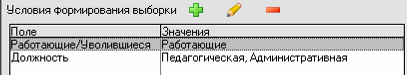 Условия формирования выборки
Поле Значения
Работающие/Уволившиеся Работающие
Должность Педагогическая, Административная